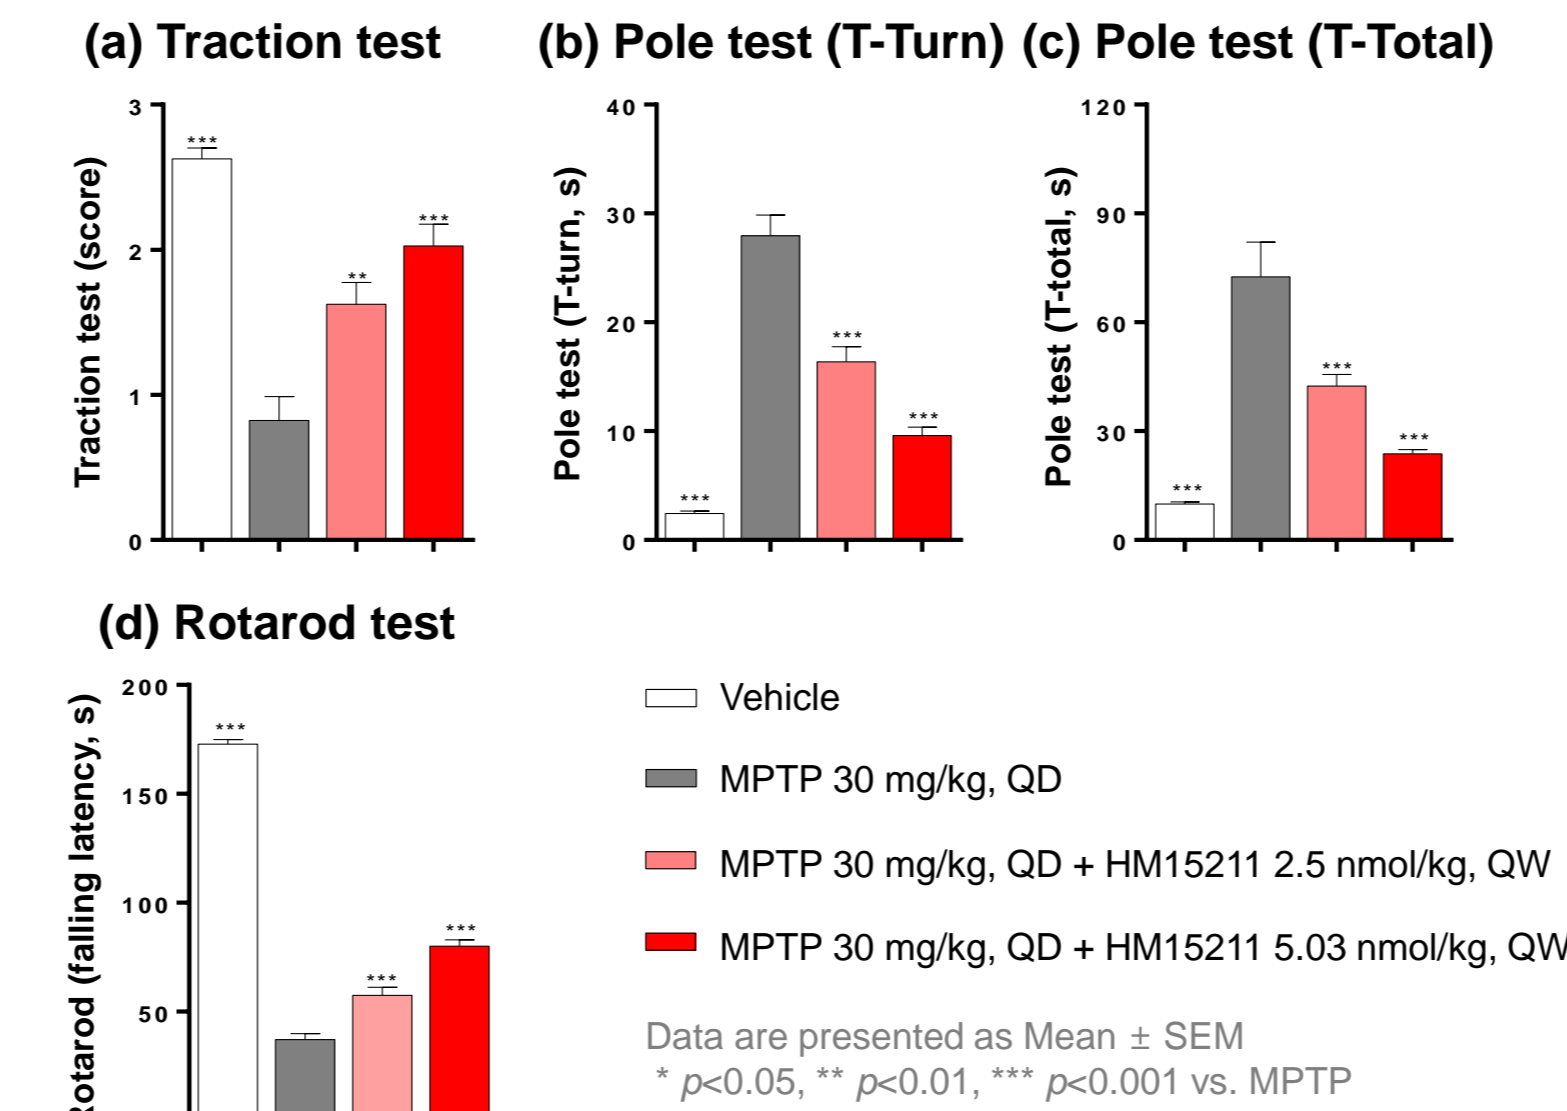 (a) Traction test
(b) Pole test (T-Turn)
(c) Pole test (T-Total)
Traction test (score)
3
2
1
0
***
**
***
Pole test (T-turn, s)
40
30
20
10
0
***
***
***
Pole test (T-total, s)
120
90
60
30
0
***
***
***
(d) Rotarod test
Rotarod (falling latency, s)
200
150
100
50
***
***
***
Vehicle
MPTP 30 mg/kg, QD
MPTP 30 mg/kg, QD + HM15211 2.5 nmol/kg, QW
MPTP 30 mg/kg, QD + HM15211 5.03 nmol/kg, QW
Data are presented as Mean ± SEM
* p<0.05, ** p<0.01, *** p<0.001 vs. MPTP